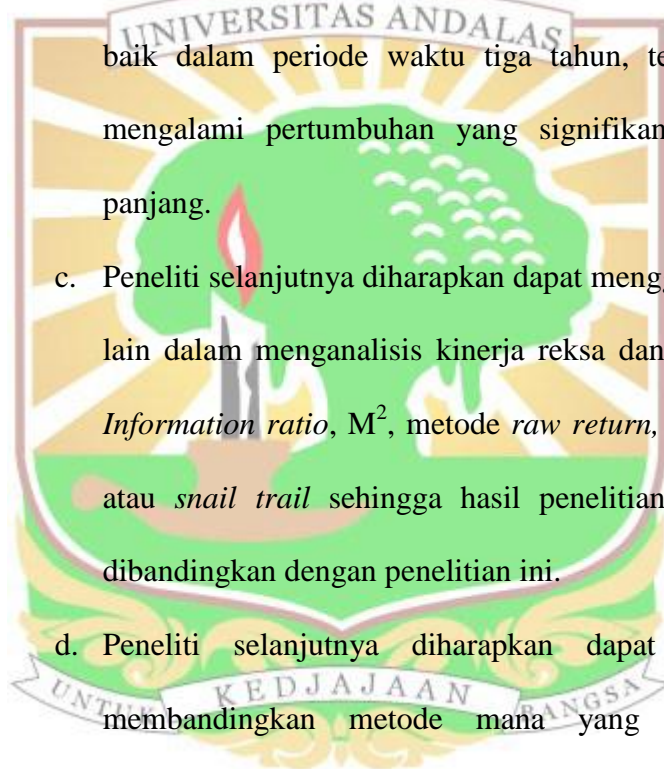 UNIVERSITAS ANDALAS
baik dalam periode waktu tiga tahun,
mengalami pertumbuhan yang signifikan
panjang.
c. Peneliti selanjutnya diharapkan dapat
lain dalam menganalisis kinerja reksa dan
Information ratio, M², metode raw return,
atau snail trail sehingga hasil penelitian
dibandingkan dengan penelitian ini.
d. Peneliti selanjutnya diharapkan dapat
UNTUK KEDJAJAAN BANGSA
membandingkan metode mana yang